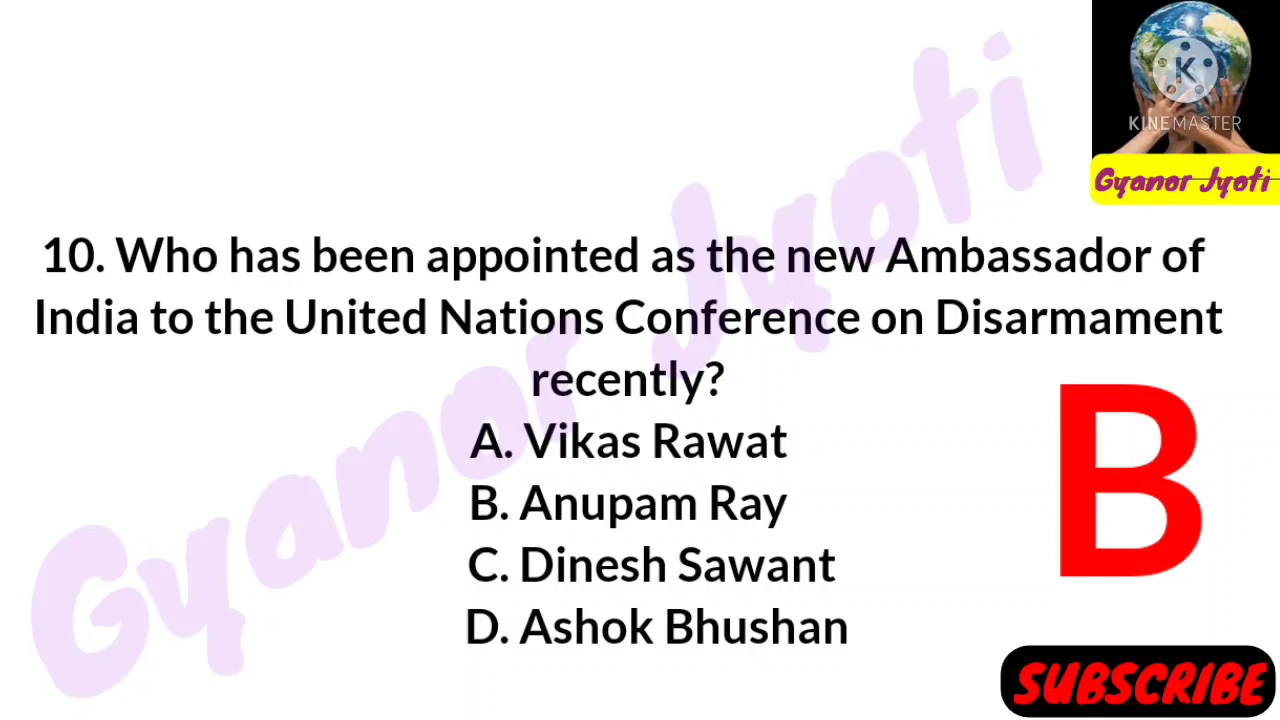 K
KINEMASTER
Gyanor Jyoti
Gyanor Jyoti
10. Who has been appointed as the new Ambassador of
India to the United Nations Conference on Disarmament
recently?
A. Vikas Rawat
B. Anupam Ray
C. Dinesh Sawant
D. Ashok Bhushan
B
SUBSCRIBE